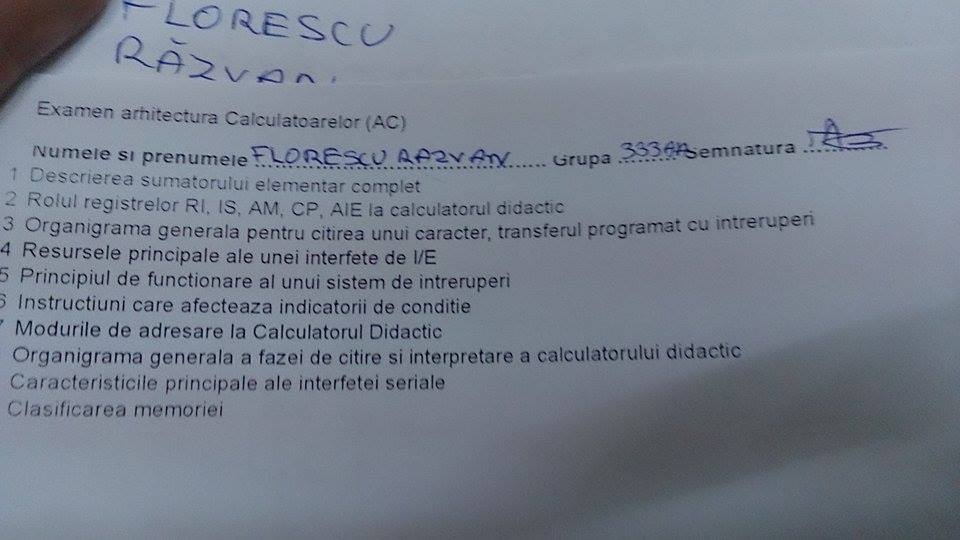 FLORESCU
RĂZVAN
Examen arhitectura Calculatoarelor (AC)
Numele si prenumele FLORESCU RAZVAN Grupa 333 Semnatura
1 Descrierea sumatorului elementar complet
2 Rolul registrelor RI, IS, AM, CP, AIE la calculatorul didactic
3 Organigrama generala pentru citirea unui caracter, transferul programat cu intreruperi
4 Resursele principale ale unei interfete de I/E
5 Principiul de functionare al unui sistem de intreruperi
6 Instructiuni care afecteaza indicatorii de conditie
7 Modurile de adresare la Calculatorul Didactic
Organigrama generala a fazei de citire si interpretare a calculatorului didactic
Caracteristicile principale ale interfetei seriale
Clasificarea memoriei